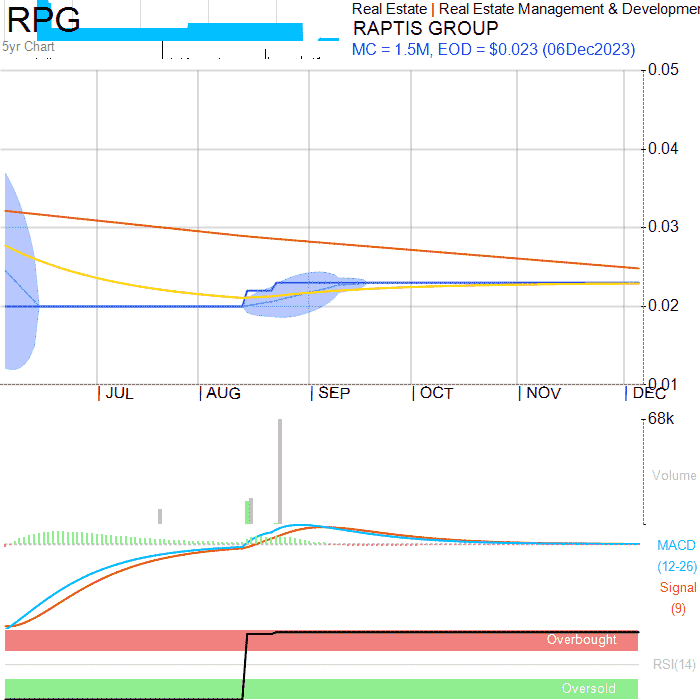 RPG
Real Estate | Real Estate Management & Developmen
RAPTIS GROUP
5yr Chart
MC = 1.5M, EOD = $0.023 (06Dec2023)
0.05
0.04
0.03
0.02
0.01
JUL AUG SEP OCT NOV DEC
68k
Volume
MACD
(12-26)
Signal
(9)
Overbought
RSI(14)
Oversold